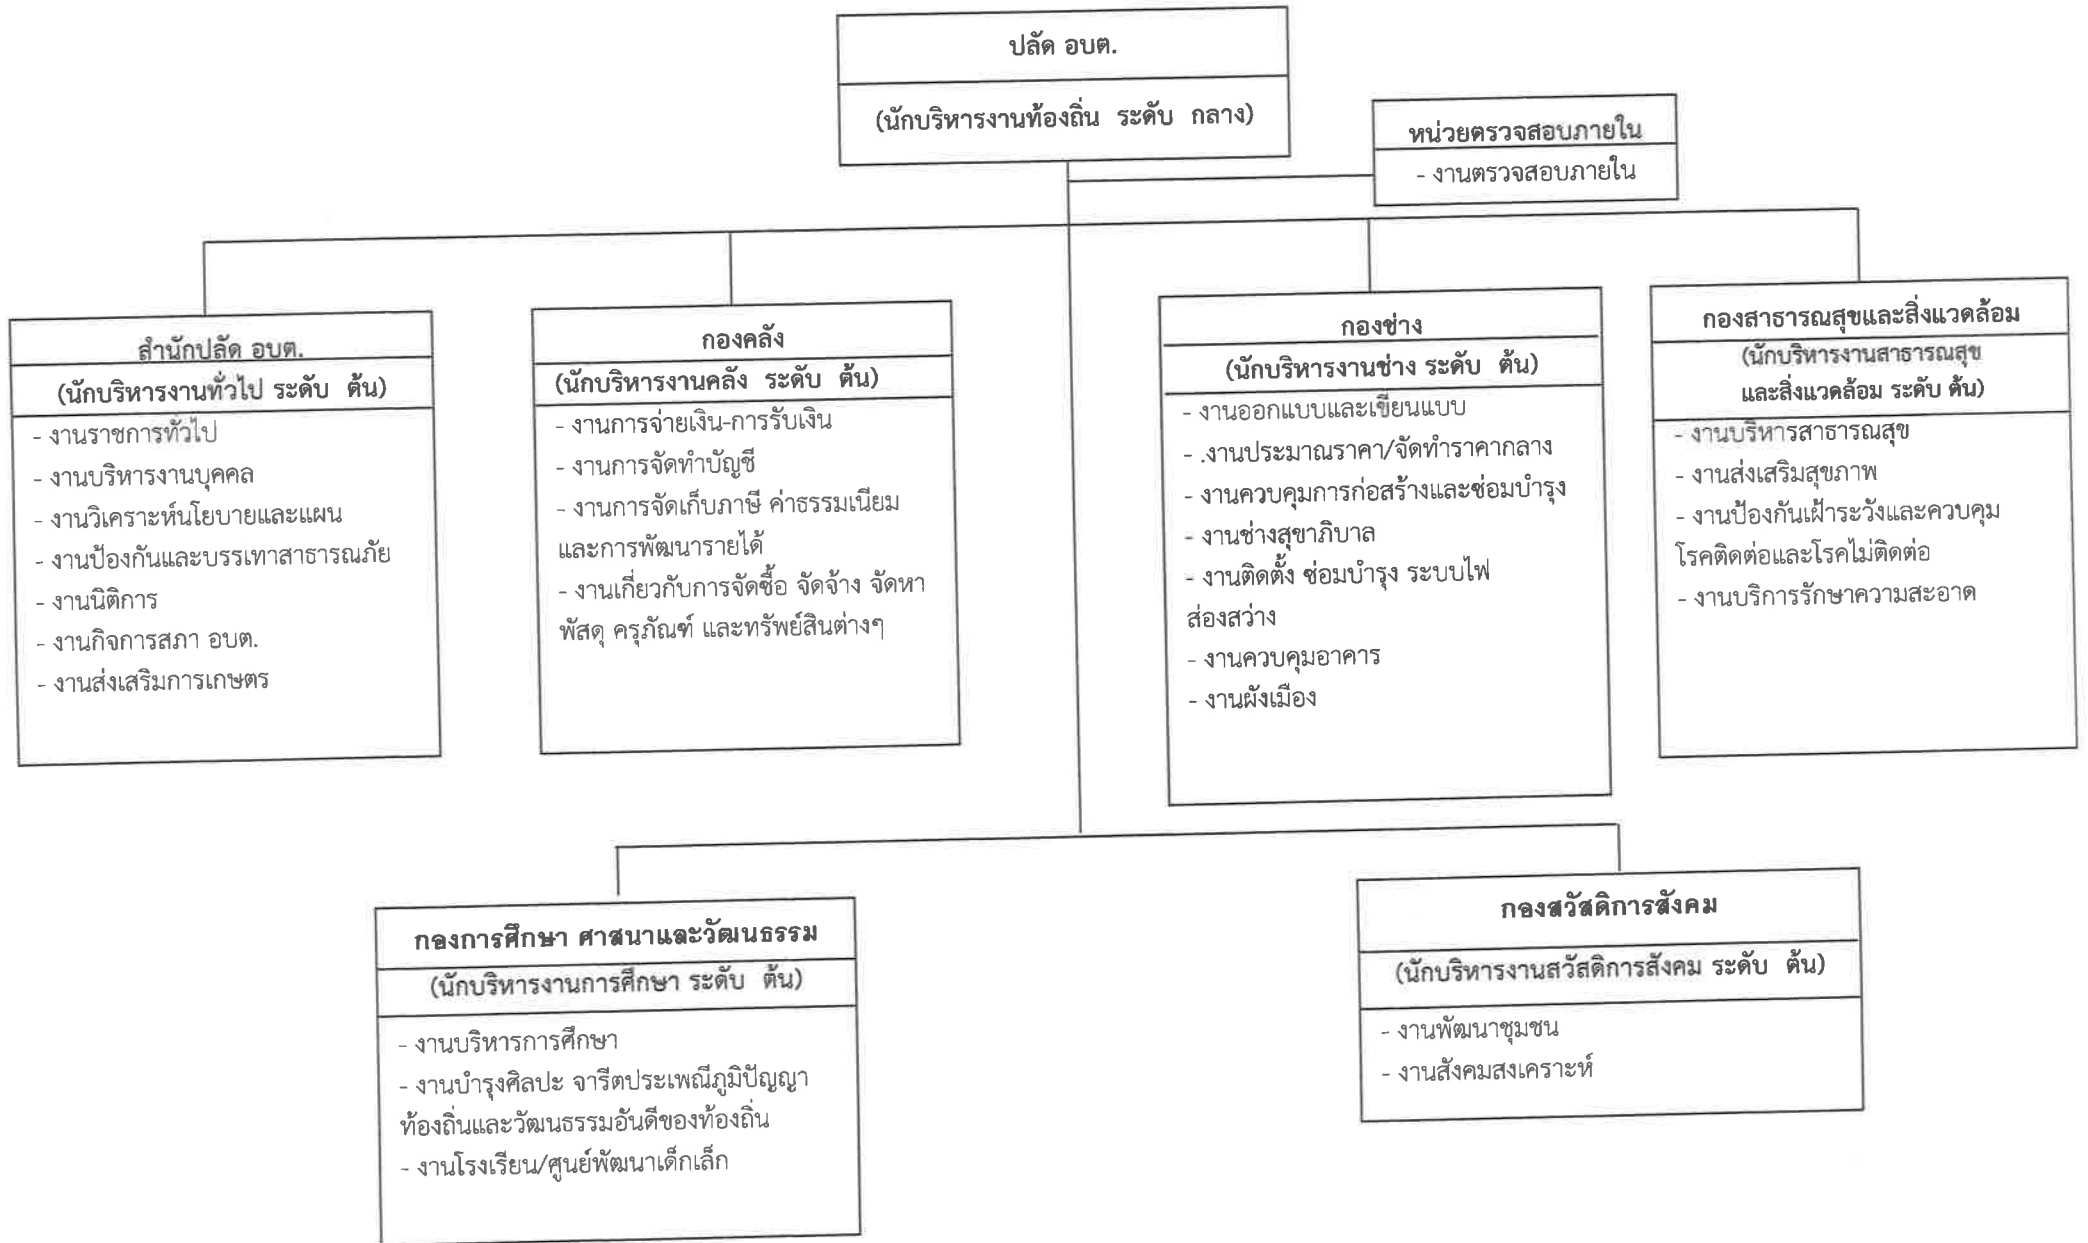 ปลัด อบต.
(นักบริหารงานท้องถิ่น ระดับ กลาง)
หน่วยตรวจสอบภายใน
- งานตรวจสอบภายใน
สำนักปลัด อบต.
(นักบริหารงานทั่วไป ระดับ ต้น)
- งานราชการทั่วไป
- งานบริหารงานบุคคล
- งานวิเคราะห์นโยบายและแผน
- งานป้องกันและบรรเทาสาธารณภัย
- งานนิติการ
- งานกิจการสภา อบต.
- งานส่งเสริมการเกษตร
กองคลัง
(นักบริหารงานคลัง ระดับ ต้น)
- งานการจ่ายเงิน-การรับเงิน
- งานการจัดทำบัญชี
- งานการจัดเก็บภาษี ค่าธรรมเนียม
และการพัฒนารายได้
- งานเกี่ยวกับการจัดซื้อ จัดจ้าง จัดหา
พัสดุ ครุภัณฑ์ และทรัพย์สินต่างๆ
กองช่าง
(นักบริหารงานช่าง ระดับ ต้น)
- งานออกแบบและเขียนแบบ
- .งานประมาณราคา/จัดทำราคากลาง
- งานควบคุมการก่อสร้างและซ่อมบำรุง
- งานช่างสุขาภิบาล
- งานติดตั้ง ซ่อมบำรุง ระบบไฟ
ส่องสว่าง
- งานควบคุมอาคาร
- งานผังเมือง
กองสาธารณสุขและสิ่งแวดล้อม
(นักบริหารงานสาธารณสุข
และสิ่งแวดล้อม ระดับ ต้น)
- งานบริหารสาธารณสุข
- งานส่งเสริมสุขภาพ
- งานป้องกันเฝ้าระวังและควบคุม
โรคติดต่อและโรคไม่ติดต่อ
- งานบริการรักษาความสะอาด
กองการศึกษา ศาสนาและวัฒนธรรม
(นักบริหารงานการศึกษา ระดับ ต้น)
- งานบริหารการศึกษา
- งานบำรุงศิลปะ จารีตประเพณีภูมิปัญญา
ท้องถิ่นและวัฒนธรรมอันดีของท้องถิ่น
- งานโรงเรียน/ศูนย์พัฒนาเด็กเล็ก
กองสวัสดิการสังคม
(นักบริหารงานสวัสดิการสังคม ระดับ ต้น)
- งานพัฒนาชุมชน
- งานสังคมสงเคราะห์